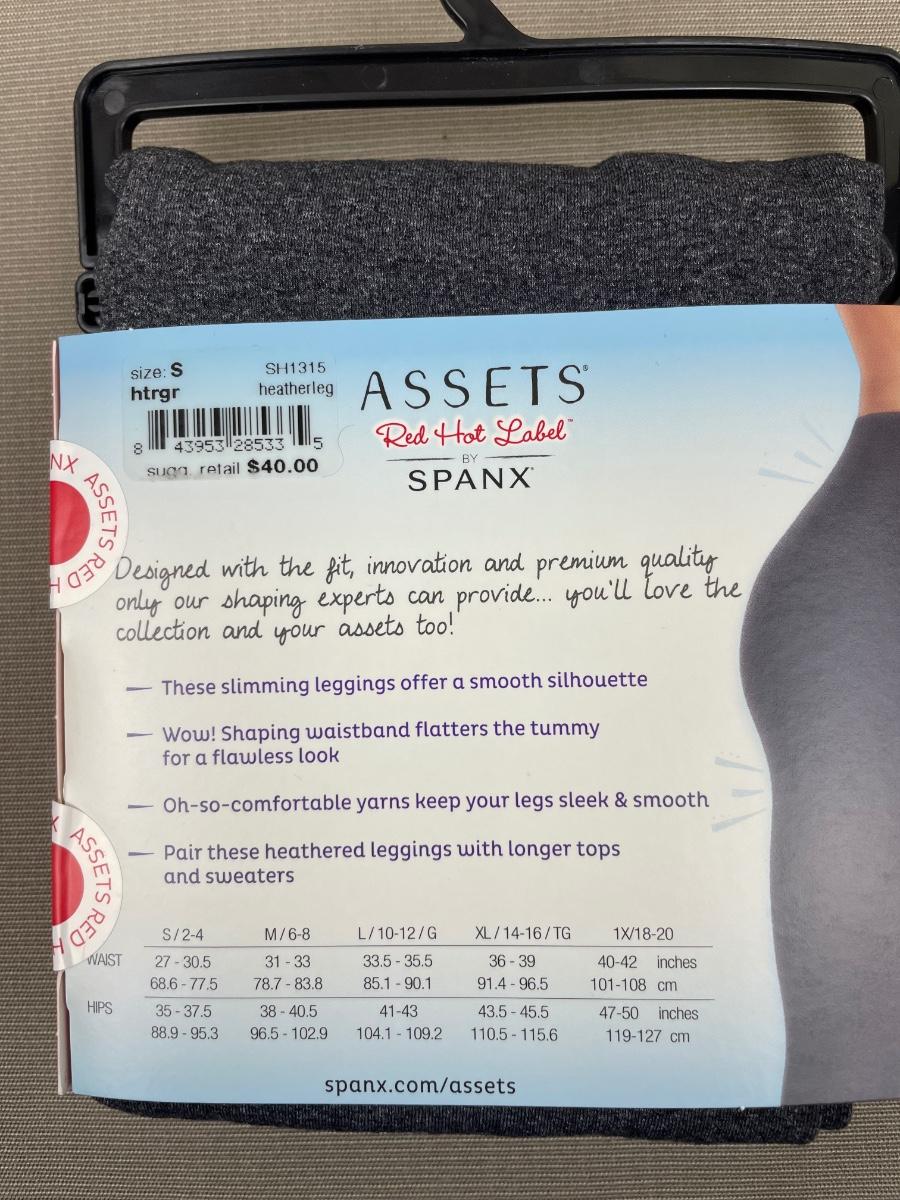 size: S SH1315
htrgr heatherleg
8 43953 28533 5
sugg. retail $40.00
ASSETS®
Red Hot Label™
BY
SPANX®
NX ASSETS RED H
Designed with the fit, innovation and premium quality
only our shaping experts can provide... you'll love the
collection and your assets too!
— These slimming leggings offer a smooth silhouette
— Wow! Shaping waistband flatters the tummy
for a flawless look
— Oh-so-comfortable yarns keep your legs sleek & smooth
— Pair these heathered leggings with longer tops
and sweaters
X ASSETS RED H
S / 2-4 M / 6-8 L / 10-12 / G XL / 14-16 / TG 1X/18-20
WAIST 27 - 30.5 31 - 33 33.5 - 35.5 36 - 39 40-42 inches
68.6 - 77.5 78.7 - 83.8 85.1 - 90.1 91.4 - 96.5 101-108 cm
HIPS 35 - 37.5 38 - 40.5 41-43 43.5 - 45.5 47-50 inches
88.9 - 95.3 96.5 - 102.9 104.1 - 109.2 110.5 - 115.6 119-127 cm
spanx.com/assets